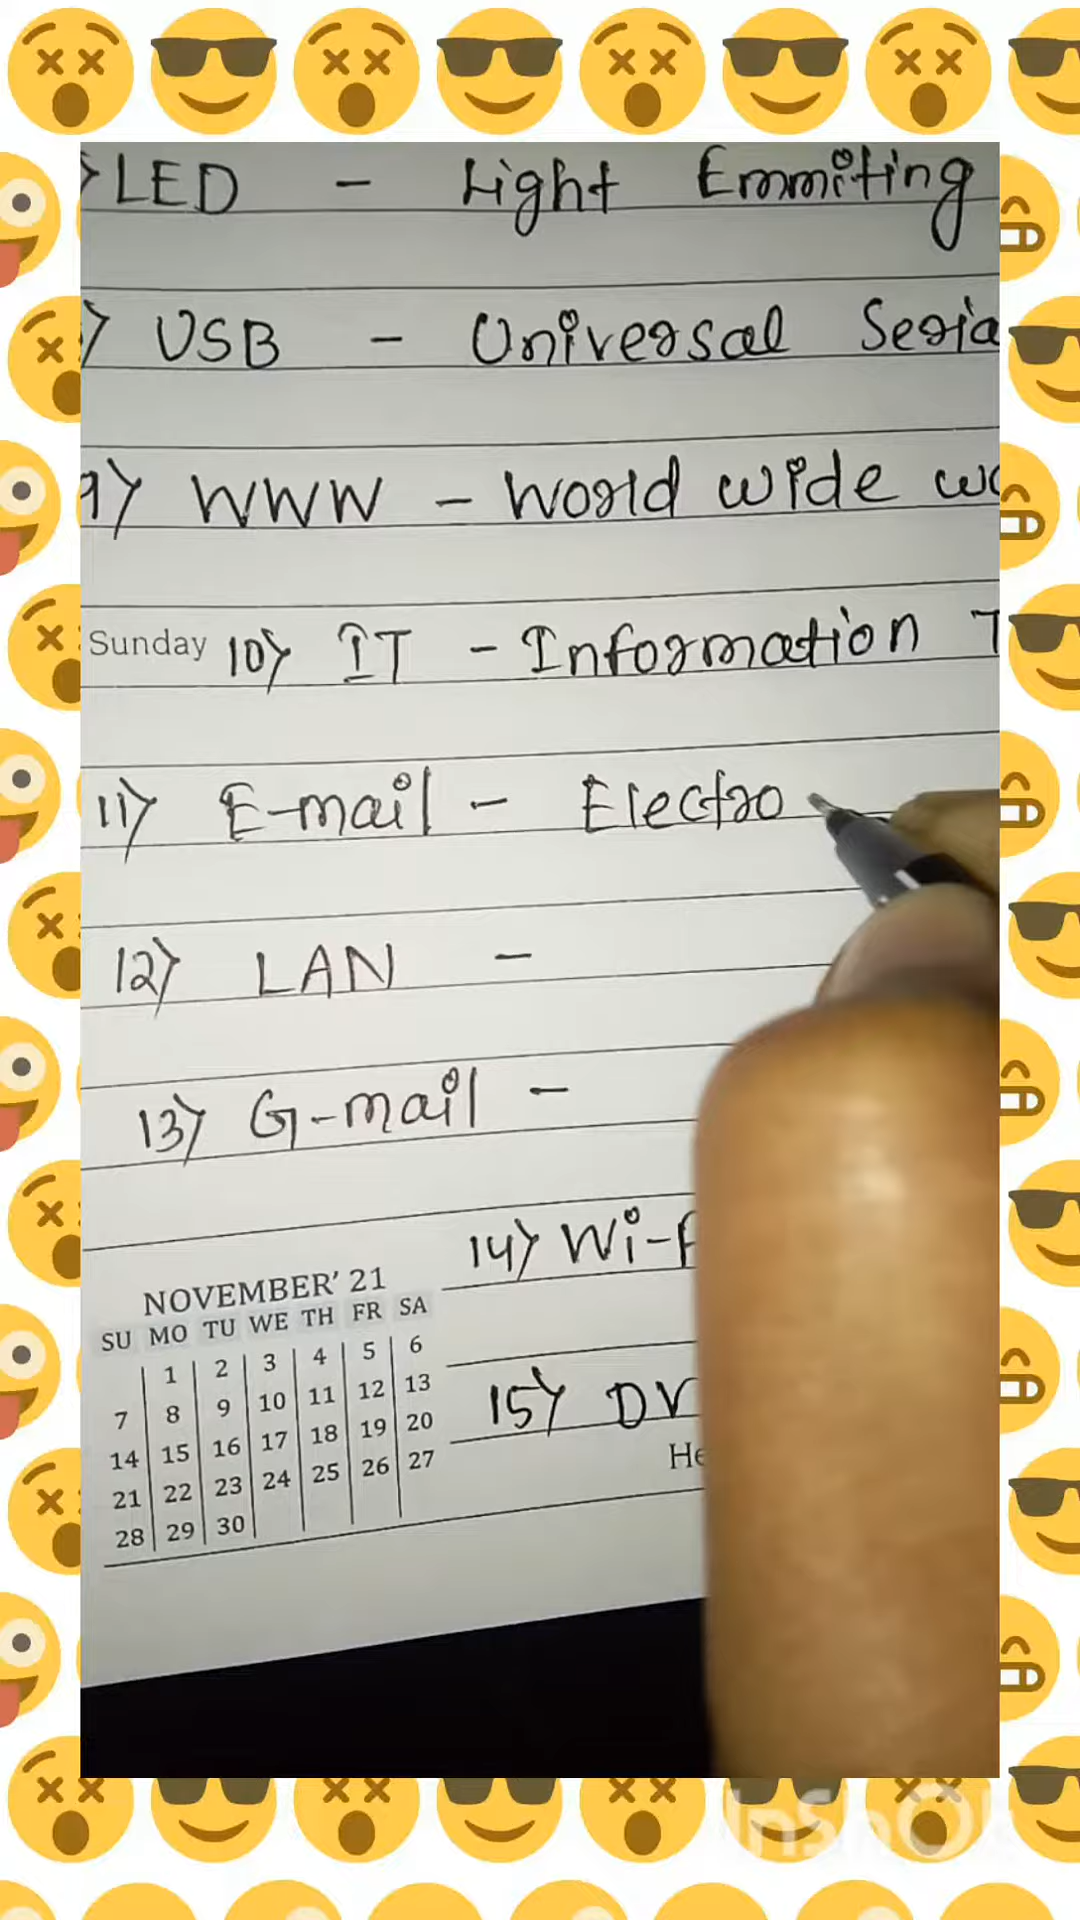 LED - Light Emmiting
USB - Universal Seria
9) WWW - World wide
Sunday 10) IT - Information T
11) E-mail - Electro
12) LAN -
13) G-mail -
14) Wi-F
NOVEMBER' 21
SU MO TU WE TH FR SA
1 2 3 4 5 6
7 8 9 10 11 12 13
14 15 16 17 18 19 20
21 22 23 24 25 26 27
28 29 30
15) DV
He
InShO